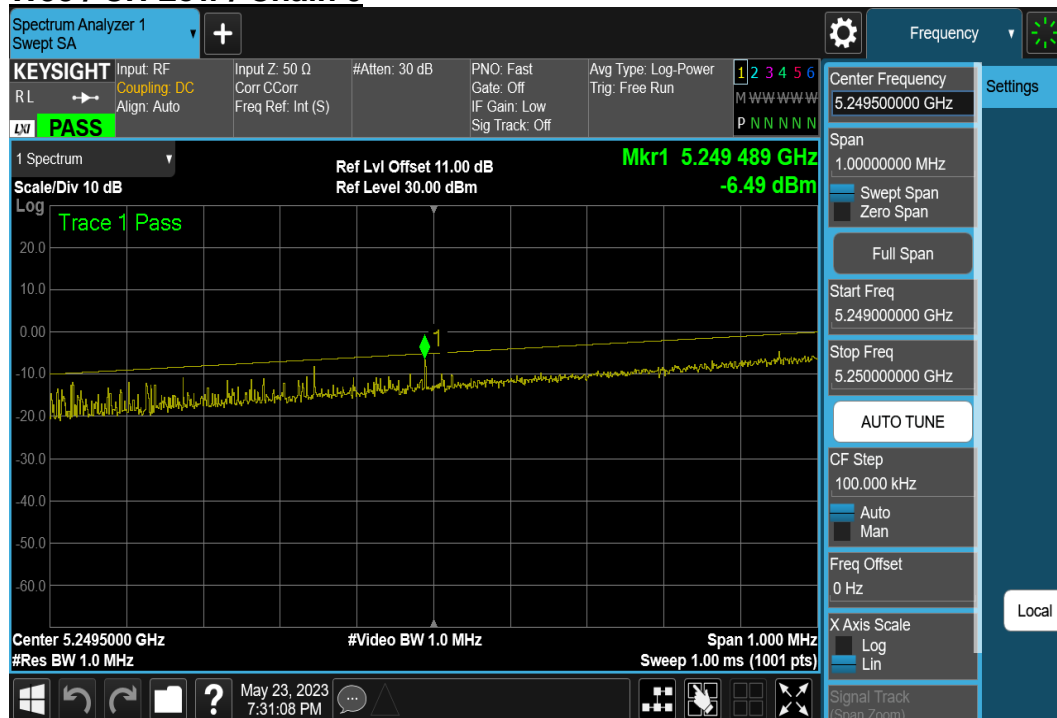 Spectrum Analyzer 1
Swept SA
Frequency
KEYSIGHT
RL
LXI
PASS
Input: RF
Coupling: DC
Align: Auto
Input Z: 50 Ω
Corr CCorr
Freq Ref: Int (S)
#Atten: 30 dB
PNO: Fast
Gate: Off
IF Gain: Low
Sig Track: Off
Avg Type: Log-Power
Trig: Free Run
1 2 3 4 5 6
M W W W W W
P N N N N N
1 Spectrum
Scale/Div 10 dB
Ref Lvl Offset 11.00 dB
Ref Level 30.00 dBm
Mkr1 5.249 489 GHz
-6.49 dBm
Log
Trace 1 Pass
20.0
10.0
0.00
-10.0
-20.0
-30.0
-40.0
-50.0
-60.0
1
Center 5.2495000 GHz
#Res BW 1.0 MHz
#Video BW 1.0 MHz
Span 1.000 MHz
Sweep 1.00 ms (1001 pts)
May 23, 2023
7:31:08 PM
Center Frequency
5.249500000 GHz
Span
1.00000000 MHz
Swept Span
Zero Span
Full Span
Start Freq
5.249000000 GHz
Stop Freq
5.250000000 GHz
AUTO TUNE
CF Step
100.000 kHz
Auto
Man
Freq Offset
0 Hz
X Axis Scale
Log
Lin
Signal Track
(Span Zoom)
Settings
Local